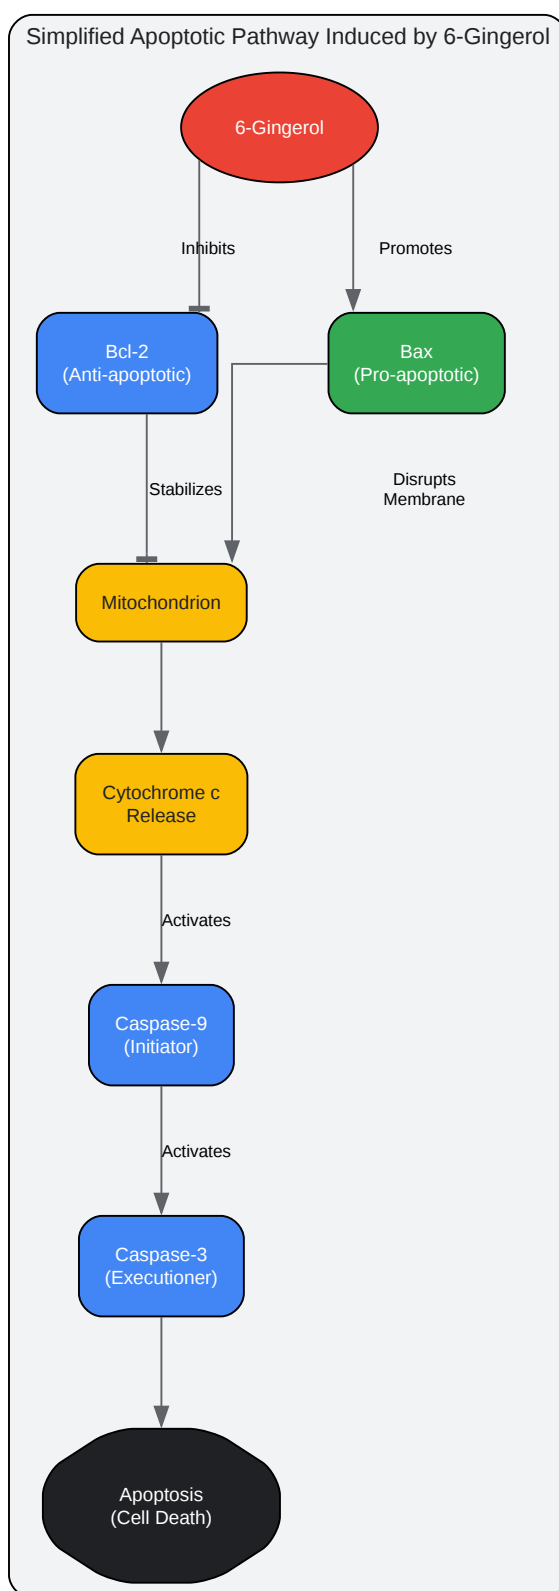 Simplified Apoptotic Pathway Induced by 6-Gingerol
6-Gingerol
Inhibits
Promotes
Bcl-2
(Anti-apoptotic)
Bax
(Pro-apoptotic)
Stabilizes
Disrupts
Membrane
Mitochondrion
Cytochrome c
Release
Activates
Caspase-9
(Initiator)
Activates
Caspase-3
(Executioner)
Apoptosis
(Cell Death)